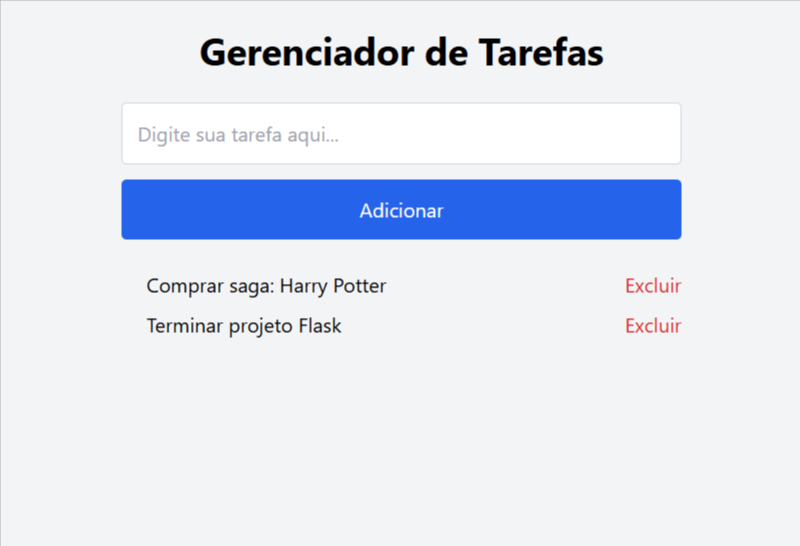 Gerenciador de Tarefas
Digite sua tarefa aqui...
Adicionar
Comprar saga: Harry Potter Excluir
Terminar projeto Flask Excluir